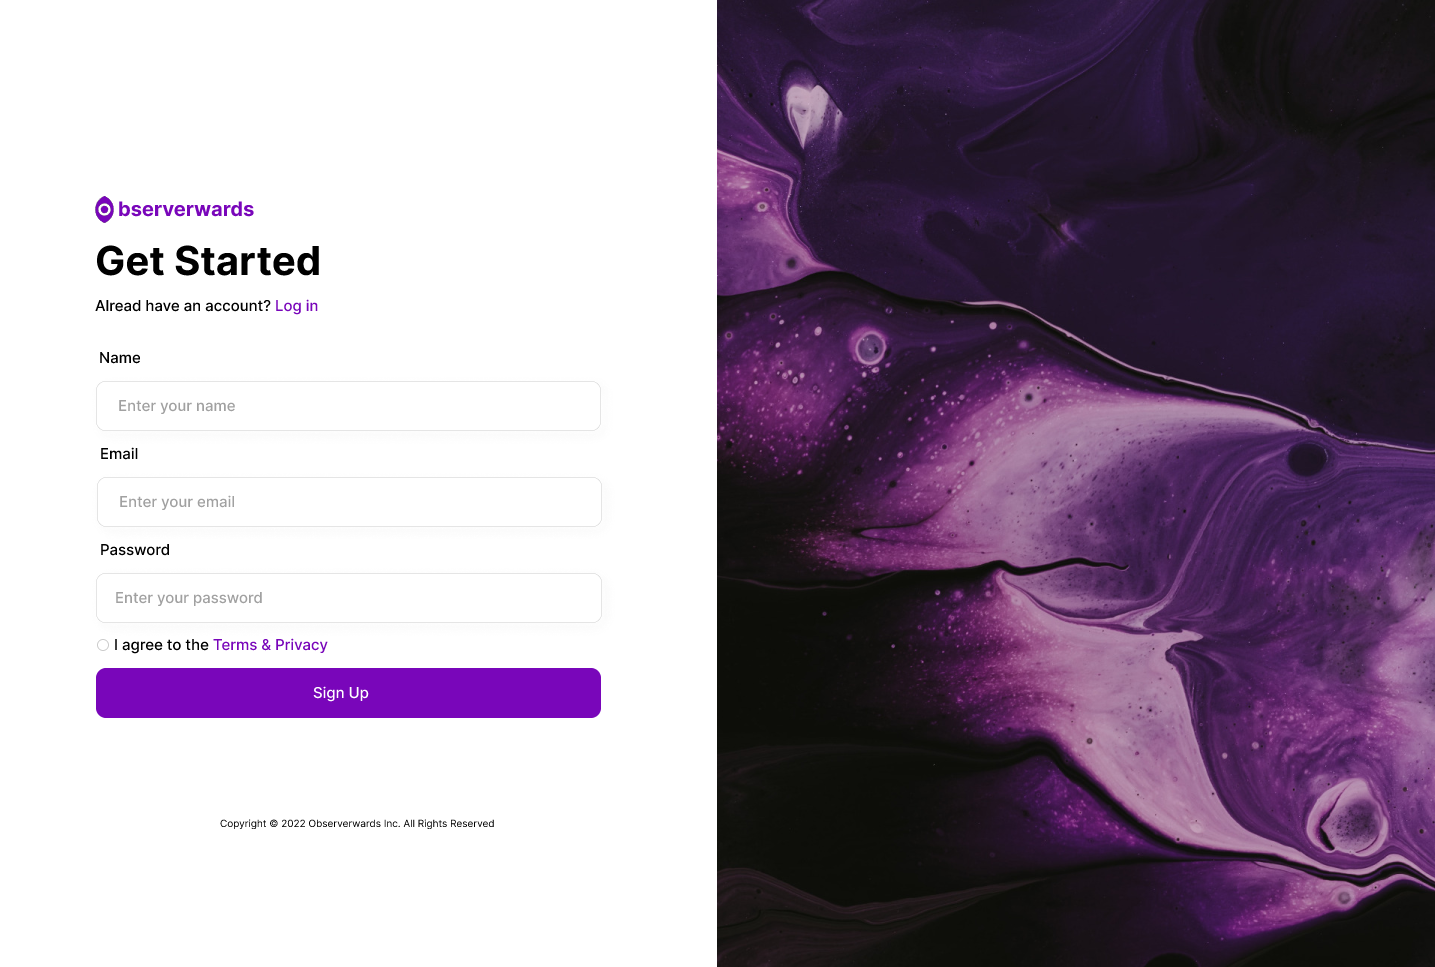 bserverwards
Get Started
Alread have an account? Log in
Name
Enter your name
Email
Enter your email
Password
Enter your password
I agree to the Terms & Privacy
Sign Up
Copyright © 2022 Observerwards Inc. All Rights Reserved